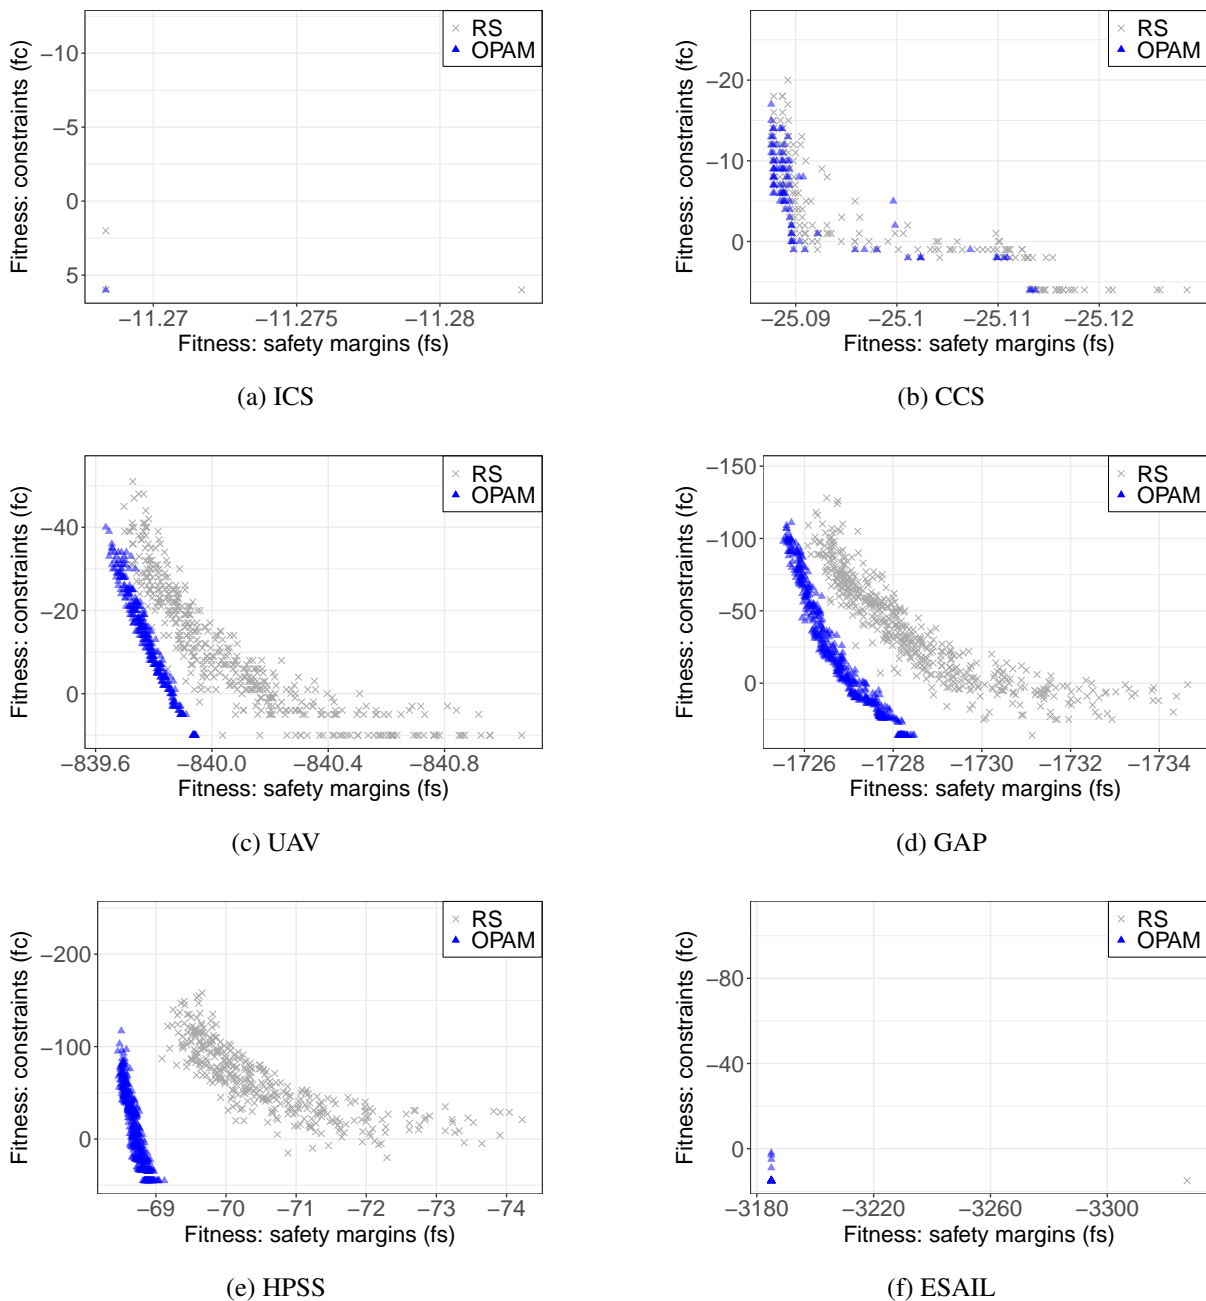 RS
OPAM
Fitness: constraints (fc)
−10
−5
0
5
−11.27
−11.275
−11.28
Fitness: safety margins (fs)
(a) ICS
RS
OPAM
Fitness: constraints (fc)
−20
−10
0
−25.09
−25.1
−25.11
−25.12
Fitness: safety margins (fs)
(b) CCS
RS
OPAM
Fitness: constraints (fc)
−40
−20
0
−839.6
−840.0
−840.4
−840.8
Fitness: safety margins (fs)
(c) UAV
RS
OPAM
Fitness: constraints (fc)
−150
−100
−50
0
−1726
−1728
−1730
−1732
−1734
Fitness: safety margins (fs)
(d) GAP
RS
OPAM
Fitness: constraints (fc)
−200
−100
0
−69
−70
−71
−72
−73
−74
Fitness: safety margins (fs)
(e) HPSS
RS
OPAM
Fitness: constraints (fc)
−80
−40
0
−3180
−3220
−3260
−3300
Fitness: safety margins (fs)
(f) ESAIL